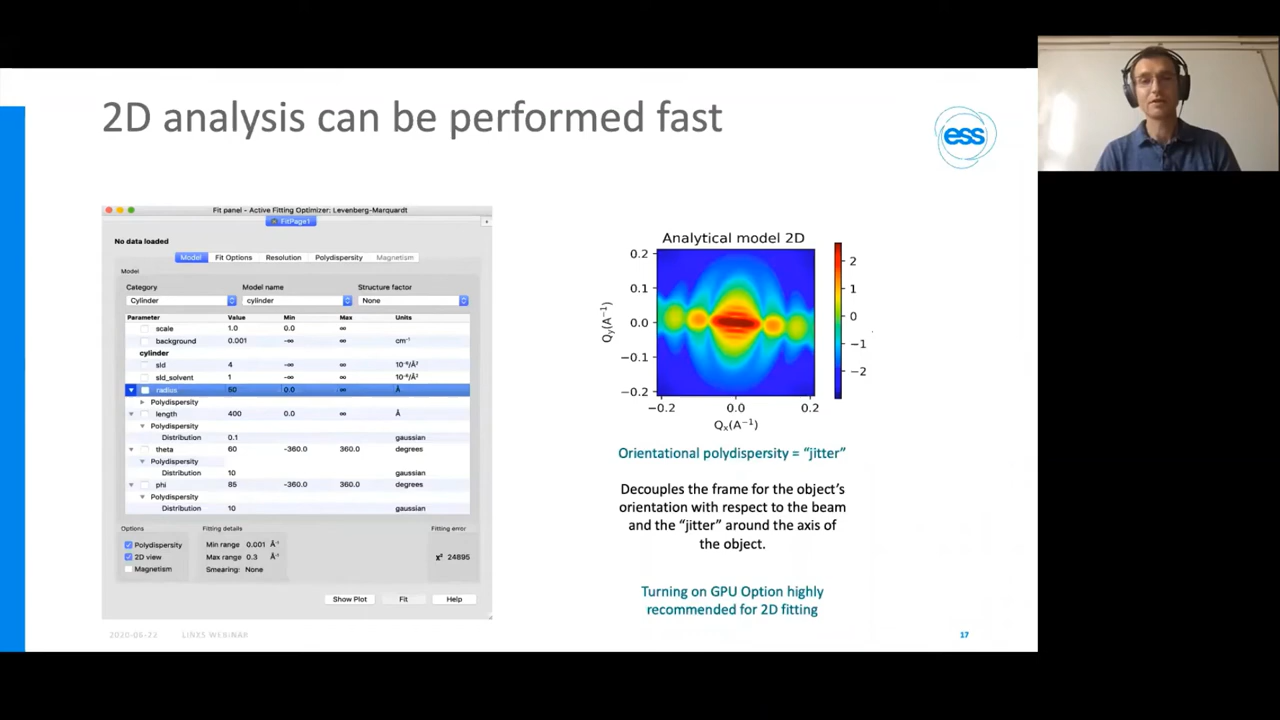 2D analysis can be performed fast
ess
Fit panel - Active Fitting Optimizer: Levenberg-Marquardt
FitPage1
No data loaded
Model Fit Options Resolution Polydispersity Magnetism
Model
Category Model name Structure factor
Cylinder cylinder None
Parameter Value Min Max Units
scale 1.0 0.0 ∞
background 0.001 -∞ ∞ cm⁻¹
cylinder
sld 4 -∞ ∞ 10⁻⁶/Å²
sld_solvent 1 -∞ ∞ 10⁻⁶/Å²
radius 50 0.0 ∞ Å
Polydispersity
length 400 0.0 ∞ Å
Polydispersity
Distribution 0.1 gaussian
theta 60 -360.0 360.0 degrees
Polydispersity
Distribution 10 gaussian
phi 85 -360.0 360.0 degrees
Polydispersity
Distribution 10 gaussian
Options Fitting details Fitting error
Polydispersity Min range 0.001 Å⁻¹
2D view Max range 0.3 Å⁻¹ χ² 24895
Magnetism Smearing: None
Show Plot Fit Help
Analytical model 2D
0.2
0.1
0.0
−0.1
−0.2
Qy(A⁻¹)
−0.2 0.0 0.2
Qx(A⁻¹)
2
1
0
−1
−2
Orientational polydispersity = “jitter”
Decouples the frame for the object’s
orientation with respect to the beam
and the “jitter” around the axis of
the object.
Turning on GPU Option highly
recommended for 2D fitting
2020-06-22 LINXS WEBINAR 17